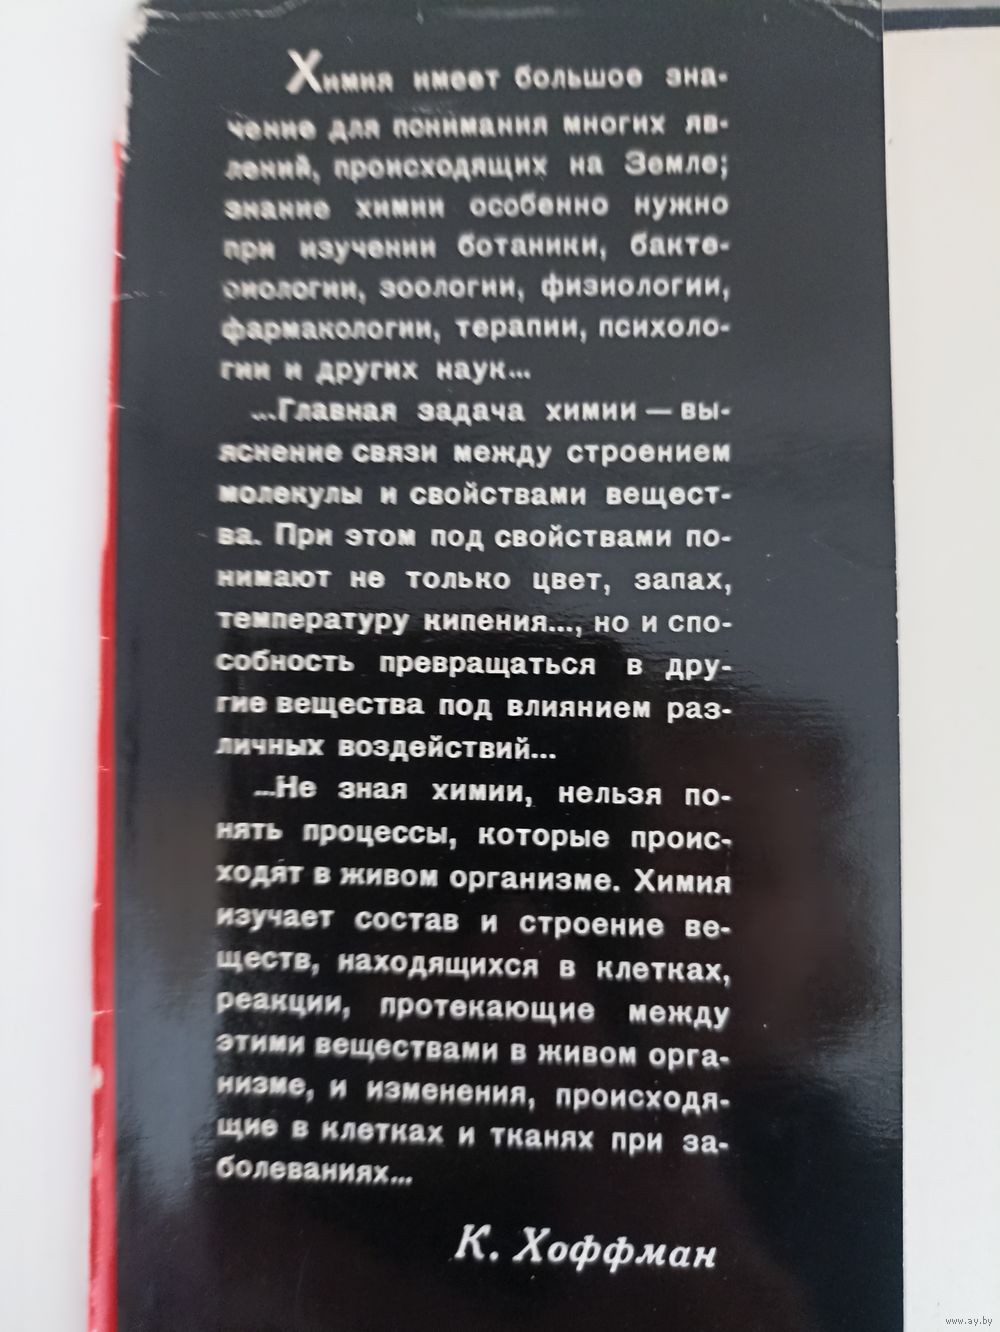 Химия имеет большое зна-
чение для понимания многих яв-
лений, происходящих на Земле;
знание химии особенно нужно
при изучении ботаники, бакте-
риологии, зоологии, физиологии,
фармакологии, терапии, психоло-
гии и других наук...
...Главная задача химии — вы-
яснение связи между строением
молекулы и свойствами вещест-
ва. При этом под свойствами по-
нимают не только цвет, запах,
температуру кипения..., но и спо-
собность превращаться в дру-
гие вещества под влиянием раз-
личных воздействий...
...Не зная химии, нельзя по-
нять процессы, которые проис-
ходят в живом организме. Химия
изучает состав и строение ве-
ществ, находящихся в клетках,
реакции, протекающие между
этими веществами в живом орга-
низме, и изменения, происходя-
щие в клетках и тканях при за-
болеваниях...
К. Хоффман
www.ay.by